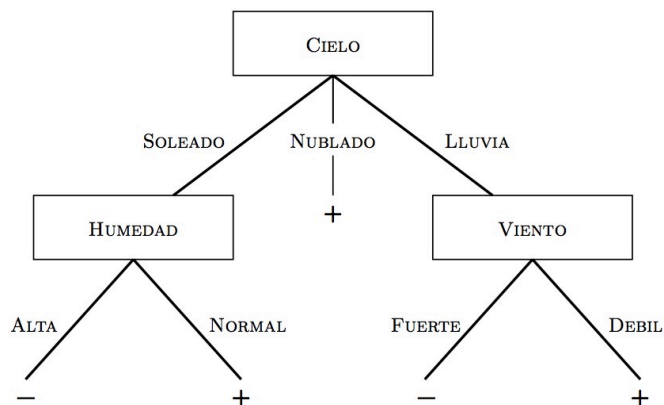 CIELO
SOLEADO NUBLADO LLUVIA
+
HUMEDAD VIENTO
ALTA NORMAL FUERTE DEBIL
− + − +